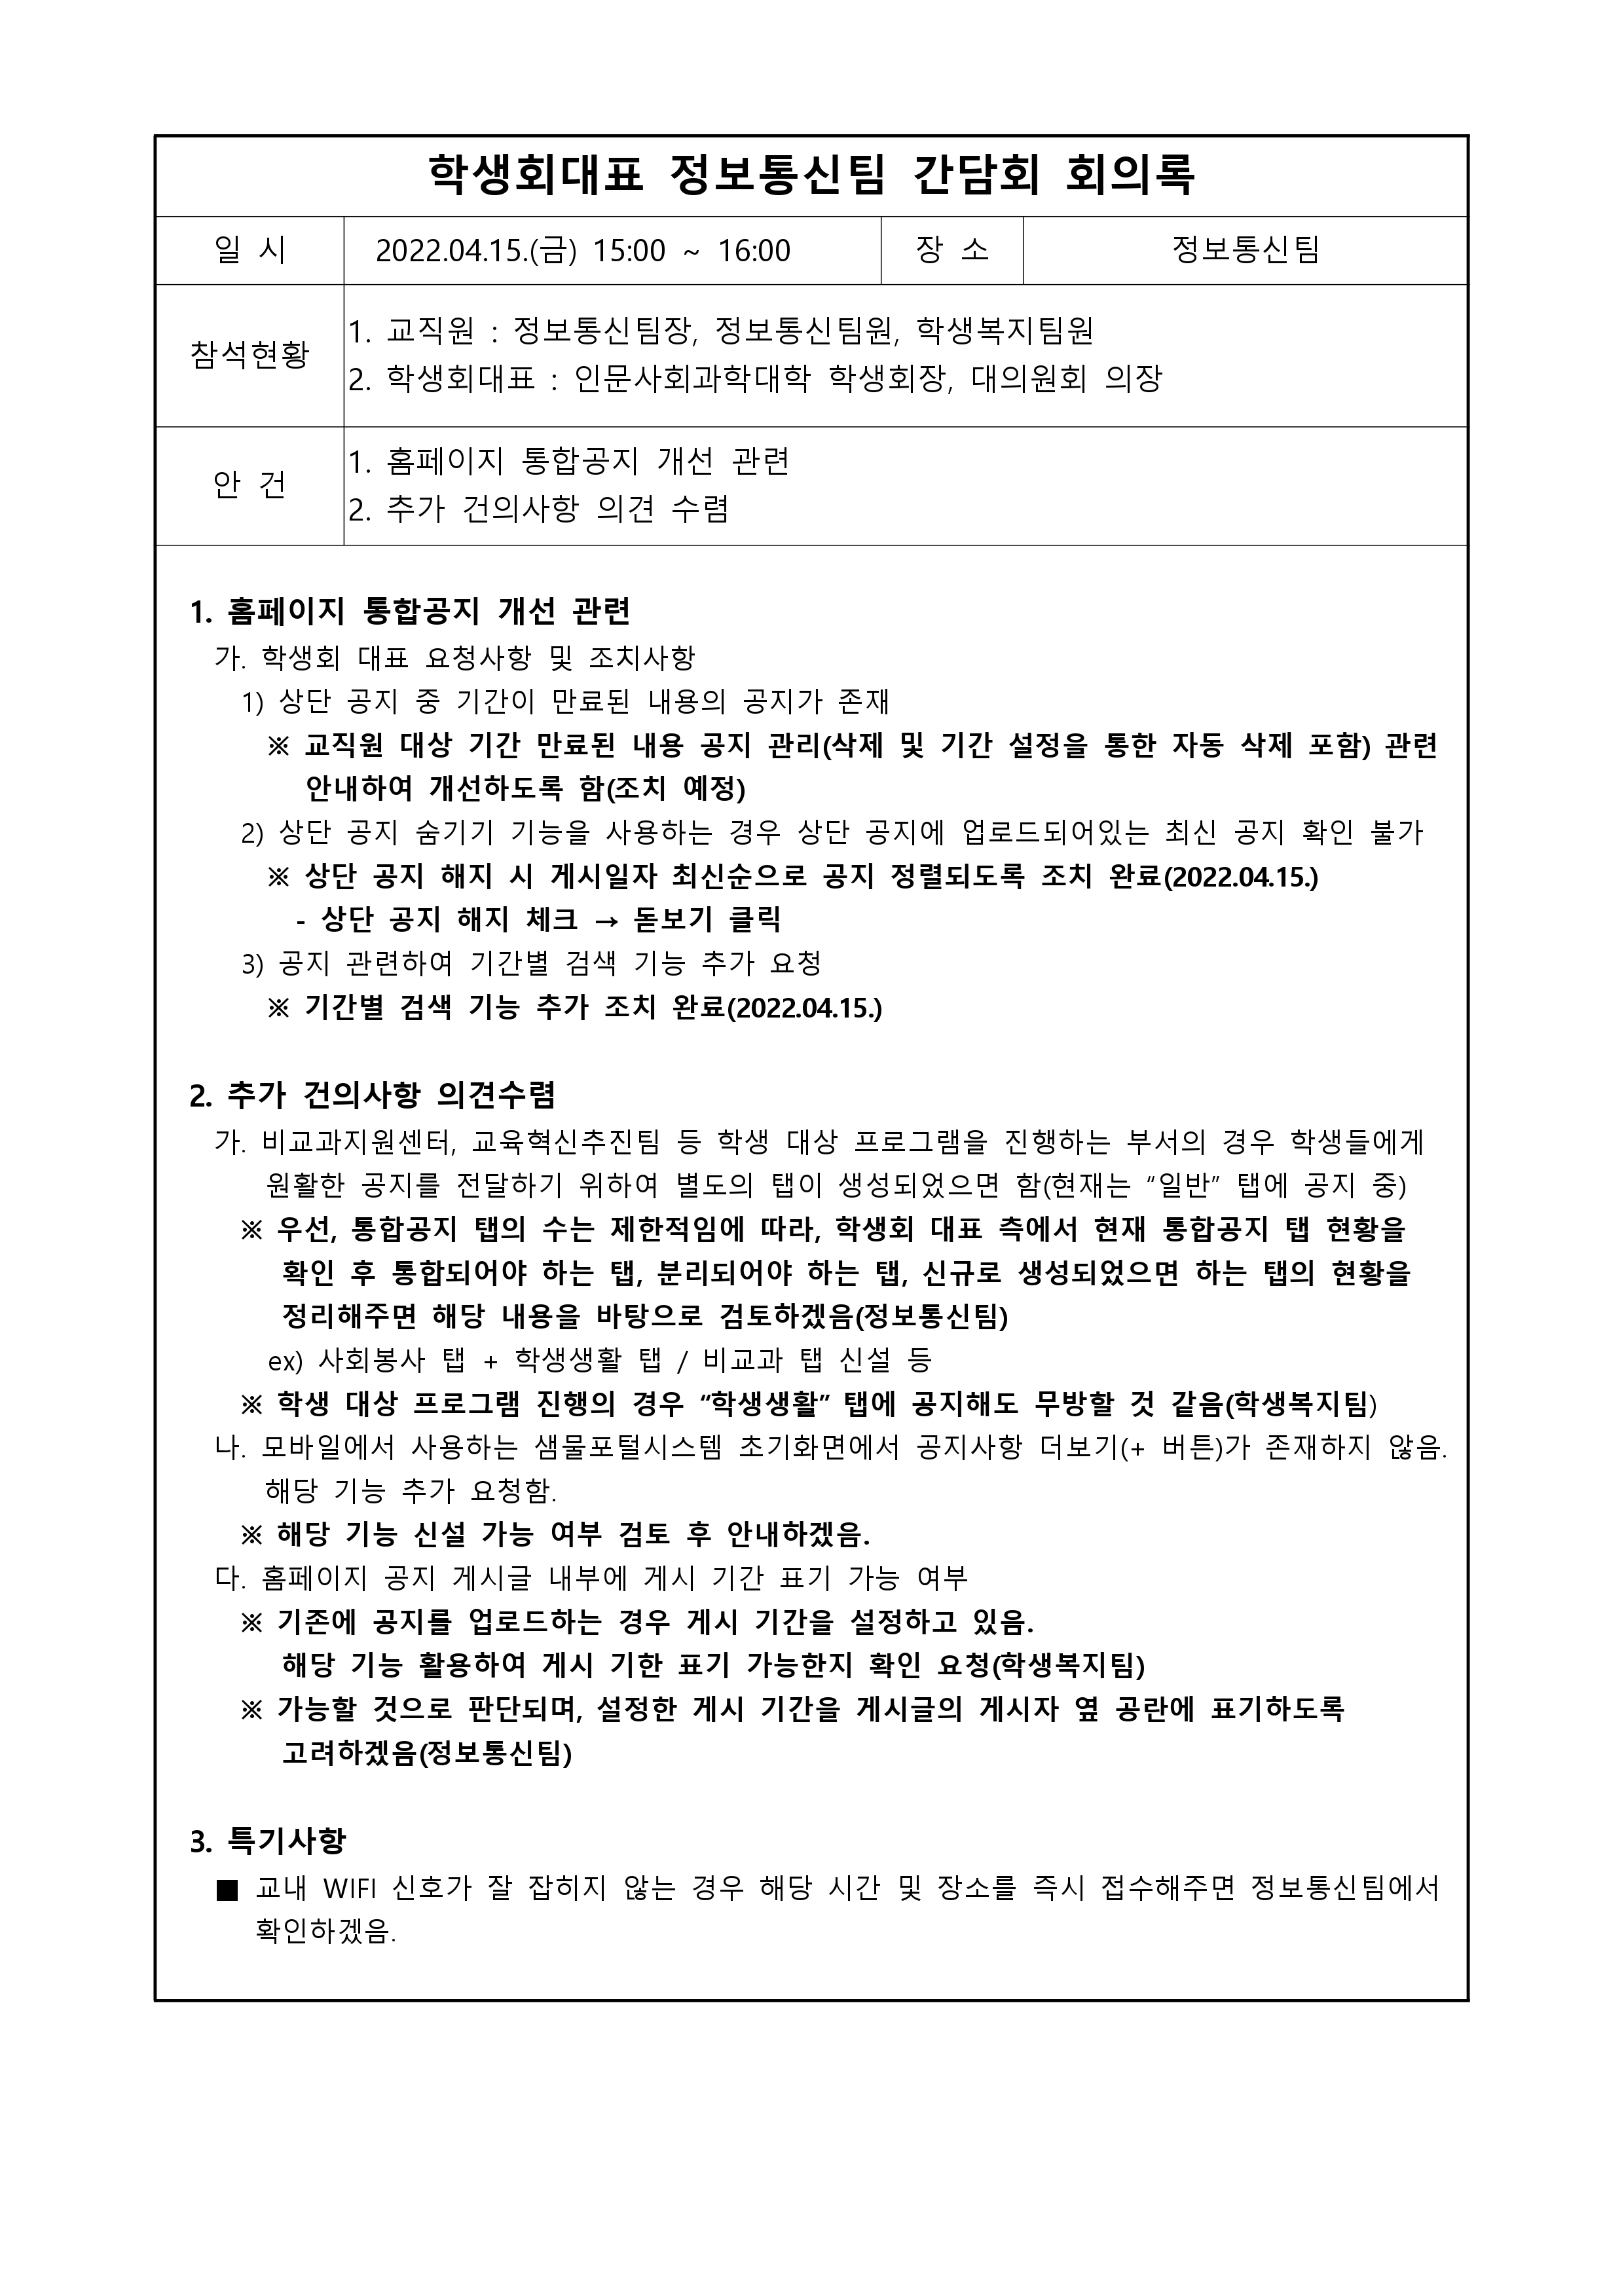 학생회대표 정보통신팀 간담회 회의록
일 시 2022.04.15.(금) 15:00 ~ 16:00 장 소 정보통신팀
참석현황
1. 교직원 : 정보통신팀장, 정보통신팀원, 학생복지팀원
2. 학생회대표 : 인문사회과학대학 학생회장, 대의원회 의장
안 건
1. 홈페이지 통합공지 개선 관련
2. 추가 건의사항 의견 수렴
1. 홈페이지 통합공지 개선 관련
가. 학생회 대표 요청사항 및 조치사항
1) 상단 공지 중 기간이 만료된 내용의 공지가 존재
※ 교직원 대상 기간 만료된 내용 공지 관리(삭제 및 기간 설정을 통한 자동 삭제 포함) 관련
안내하여 개선하도록 함(조치 예정)
2) 상단 공지 숨기기 기능을 사용하는 경우 상단 공지에 업로드되어있는 최신 공지 확인 불가
※ 상단 공지 해지 시 게시일자 최신순으로 공지 정렬되도록 조치 완료(2022.04.15.)
- 상단 공지 해지 체크 → 돋보기 클릭
3) 공지 관련하여 기간별 검색 기능 추가 요청
※ 기간별 검색 기능 추가 조치 완료(2022.04.15.)
2. 추가 건의사항 의견수렴
가. 비교과지원센터, 교육혁신추진팀 등 학생 대상 프로그램을 진행하는 부서의 경우 학생들에게
원활한 공지를 전달하기 위하여 별도의 탭이 생성되었으면 함(현재는 “일반” 탭에 공지 중)
※ 우선, 통합공지 탭의 수는 제한적임에 따라, 학생회 대표 측에서 현재 통합공지 탭 현황을
확인 후 통합되어야 하는 탭, 분리되어야 하는 탭, 신규로 생성되었으면 하는 탭의 현황을
정리해주면 해당 내용을 바탕으로 검토하겠음(정보통신팀)
ex) 사회봉사 탭 + 학생생활 탭 / 비교과 탭 신설 등
※ 학생 대상 프로그램 진행의 경우 “학생생활” 탭에 공지해도 무방할 것 같음(학생복지팀)
나. 모바일에서 사용하는 샘물포털시스템 초기화면에서 공지사항 더보기(+ 버튼)가 존재하지 않음.
해당 기능 추가 요청함.
※ 해당 기능 신설 가능 여부 검토 후 안내하겠음.
다. 홈페이지 공지 게시글 내부에 게시 기간 표기 가능 여부
※ 기존에 공지를 업로드하는 경우 게시 기간을 설정하고 있음.
해당 기능 활용하여 게시 기한 표기 가능한지 확인 요청(학생복지팀)
※ 가능할 것으로 판단되며, 설정한 게시 기간을 게시글의 게시자 옆 공란에 표기하도록
고려하겠음(정보통신팀)
3. 특기사항
■ 교내 WIFI 신호가 잘 잡히지 않는 경우 해당 시간 및 장소를 즉시 접수해주면 정보통신팀에서
확인하겠음.